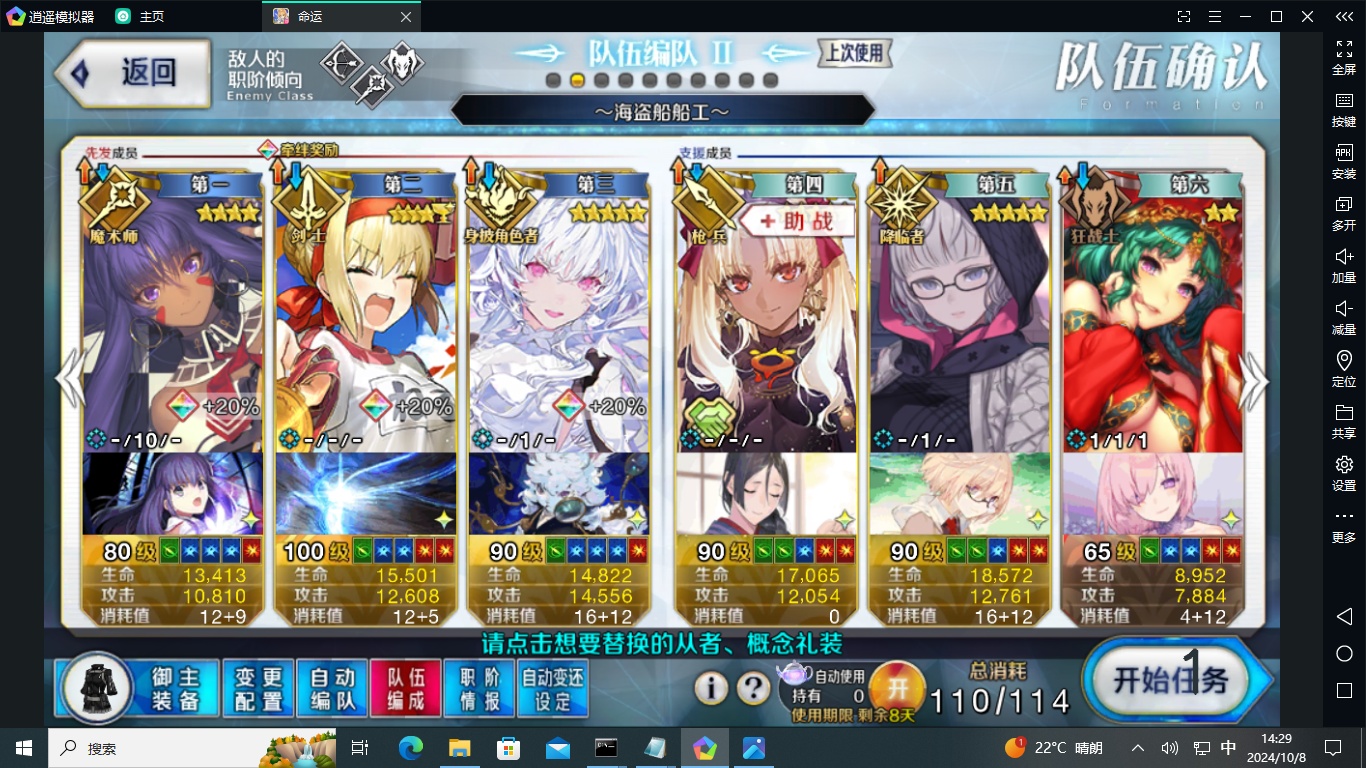 逍遥模拟器
主页
命运
返回
敌人的
职阶倾向
Enemy Class
队伍编队 II
上次使用
～海盗船船工～
队伍确认
Formation
先发成员
牵绊奖励
支援成员
第一
第二
第三
第四
第五
第六
魔术师
剑士
身披角色者
枪兵
+助战
降临者
狂战士
+20%
+20%
+20%
-/10/-
-/-/-
-/1/-
-/-/-
-/1/-
1/1/1
80级
生命 13,413
攻击 10,810
消耗值 12+9
100级
生命 15,501
攻击 12,608
消耗值 12+5
90级
生命 14,822
攻击 14,556
消耗值 16+12
90级
生命 17,065
攻击 12,054
消耗值 0
90级
生命 18,572
攻击 12,761
消耗值 16+12
65级
生命 8,952
攻击 7,884
消耗值 4+12
请点击想要替换的从者、概念礼装
御主
装备
变更
配置
自动
编队
队伍
编成
职阶
情报
自动变还
设定
自动使用
持有 0
使用期限 剩余8天
开
总消耗
110/114
开始任务
1
全屏
按键
安装
多开
加量
减量
定位
共享
设置
更多
搜索
1
22°C 晴朗
中
14:29
2024/10/8